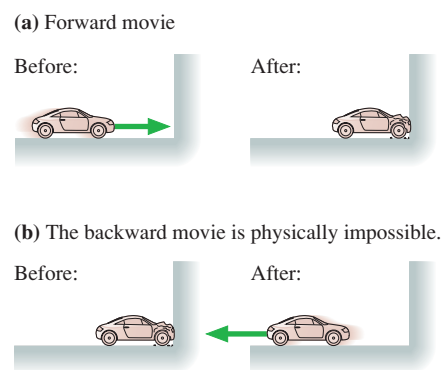 (a) Forward movie
Before: After:
(b) The backward movie is physically impossible.
Before: After: